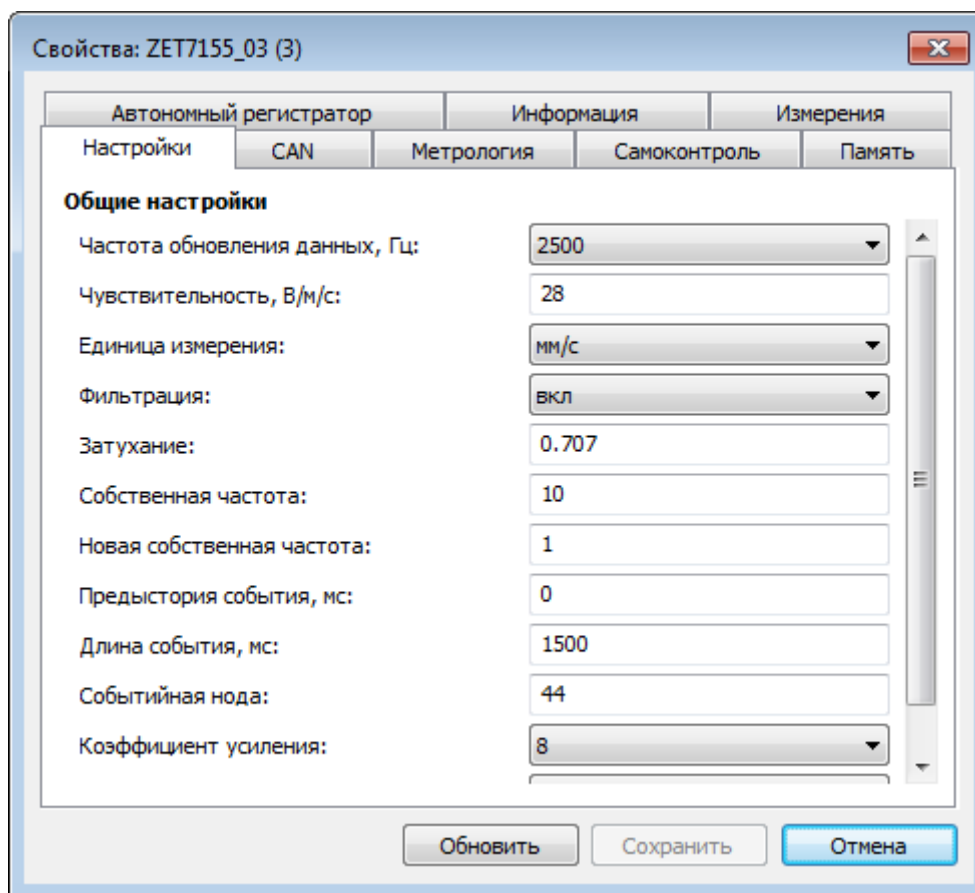 Свойства: ZET7155_03 (3)
Автономный регистратор Информация Измерения
Настройки CAN Метрология Самоконтроль Память
Общие настройки
Частота обновления данных, Гц: 2500
Чувствительность, В/м/с: 28
Единица измерения: мм/с
Фильтрация: вкл
Затухание: 0.707
Собственная частота: 10
Новая собственная частота: 1
Предыстория события, мс: 0
Длина события, мс: 1500
Событийная нода: 44
Коэффициент усиления: 8
Обновить Сохранить Отмена